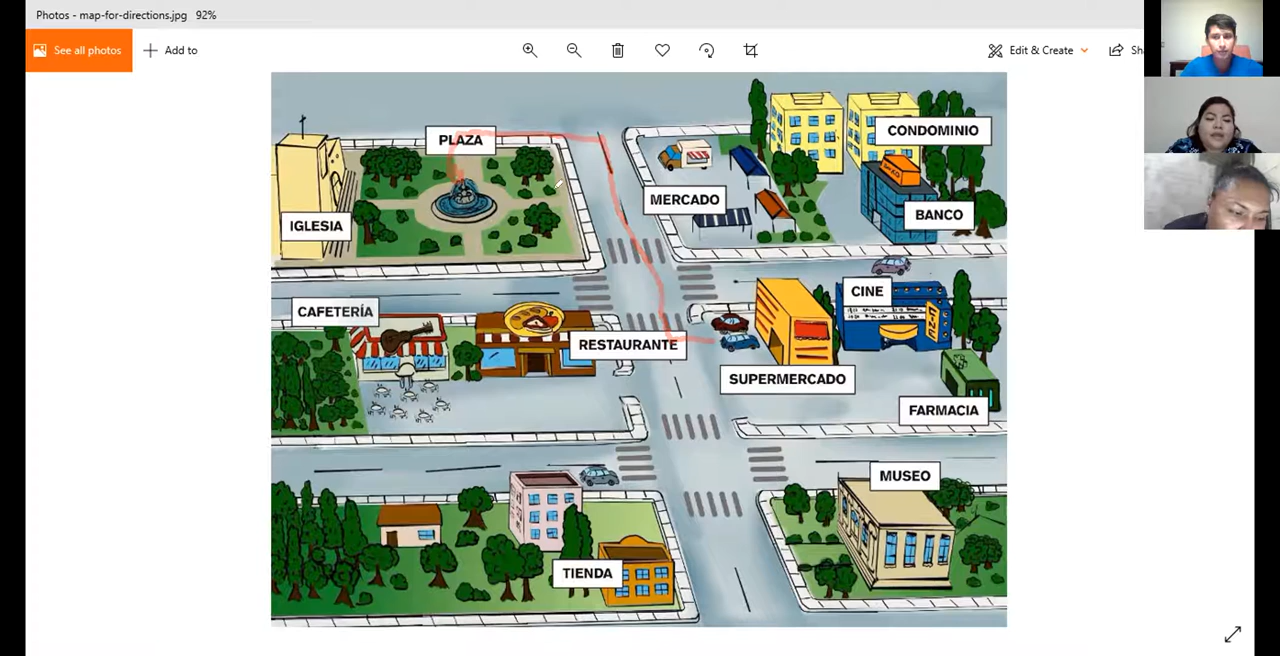 Photos - map-for-directions.jpg 92%
See all photos
Add to
Edit & Create
PLAZA
CONDOMINIO
MERCADO
BANCO
IGLESIA
CINE
CINE
CAFETERÍA
RESTAURANTE
SUPERMERCADO
FARMACIA
MUSEO
TIENDA